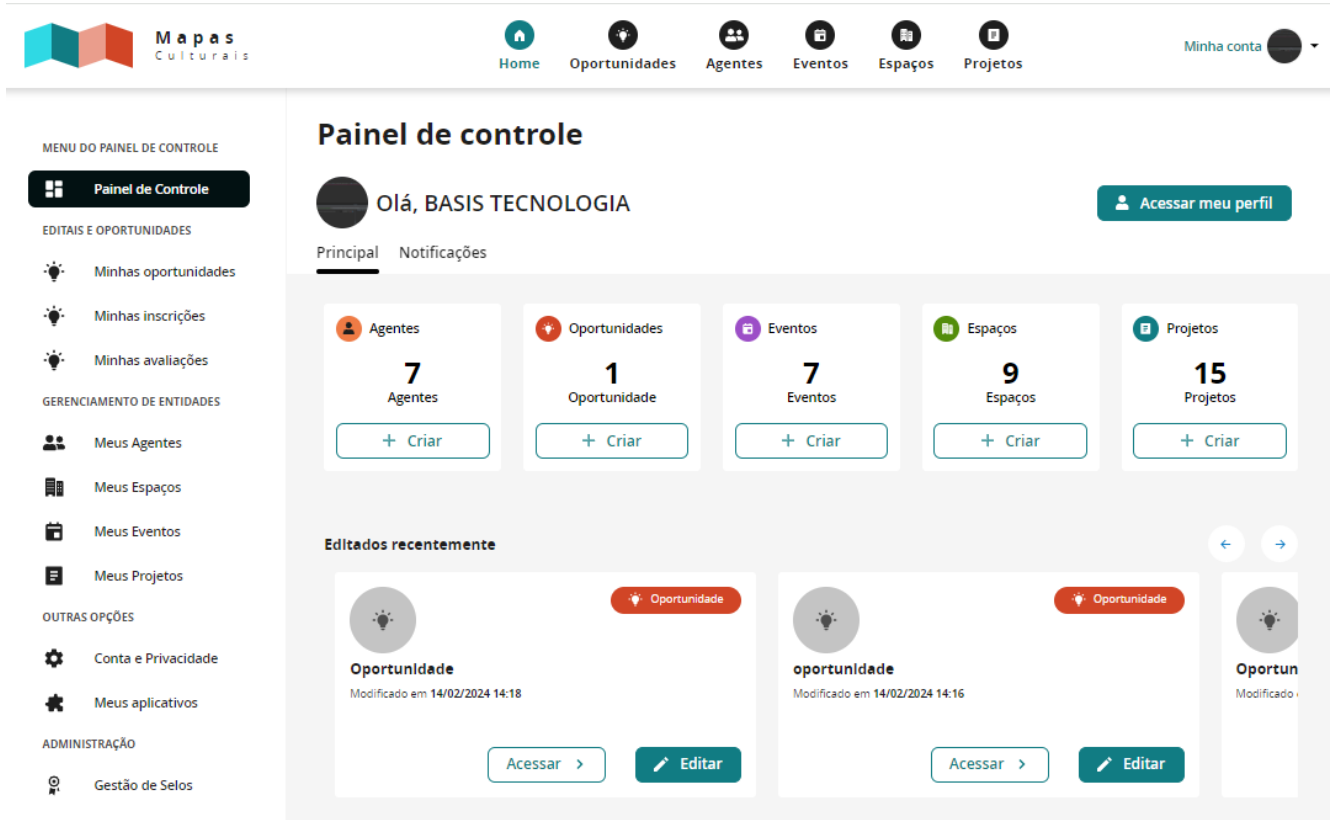 Mapas
Culturais
Home
Oportunidades
Agentes
Eventos
Espaços
Projetos
Minha conta
MENU DO PAINEL DE CONTROLE
Painel de Controle
EDITAIS E OPORTUNIDADES
Minhas oportunidades
Minhas inscrições
Minhas avaliações
GERENCIAMENTO DE ENTIDADES
Meus Agentes
Meus Espaços
Meus Eventos
Meus Projetos
OUTRAS OPÇÕES
Conta e Privacidade
Meus aplicativos
ADMINISTRAÇÃO
Gestão de Selos
Painel de controle
Olá, BASIS TECNOLOGIA
Acessar meu perfil
Principal
Notificações
Agentes
7
Agentes
+ Criar
Oportunidades
1
Oportunidade
+ Criar
Eventos
7
Eventos
+ Criar
Espaços
9
Espaços
+ Criar
Projetos
15
Projetos
+ Criar
Editados recentemente
Oportunidade
Oportunidade
Modificado em 14/02/2024 14:18
Acessar
Editar
Oportunidade
oportunidade
Modificado em 14/02/2024 14:16
Acessar
Editar
Oportun
Modificado